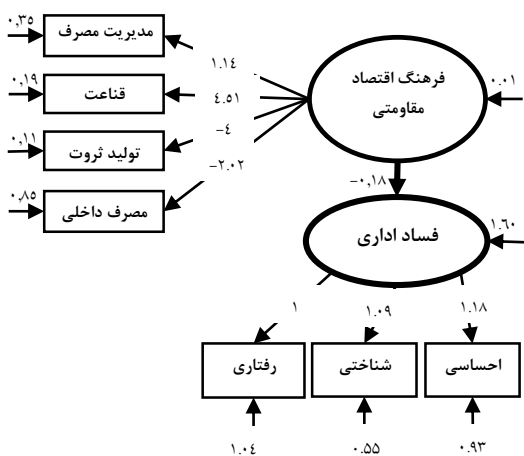 ۰,۳۵
مدیریت مصرف
۰,۱۹
قناعت
۰,۱۱
تولید ثروت
۰,۸۵
مصرف داخلی
۱.۱٤
٤.۵۱
-٤
-۲.۰۲
فرهنگ اقتصاد
مقاومتی
۰.۰۱
-۰,۱۸
فساد اداری
۱.٦۰
۱
۱.۰۹
۱.۱۸
رفتاری
شناختی
احساسی
۱.۰٤
۰.۵۵
۰.۹۳